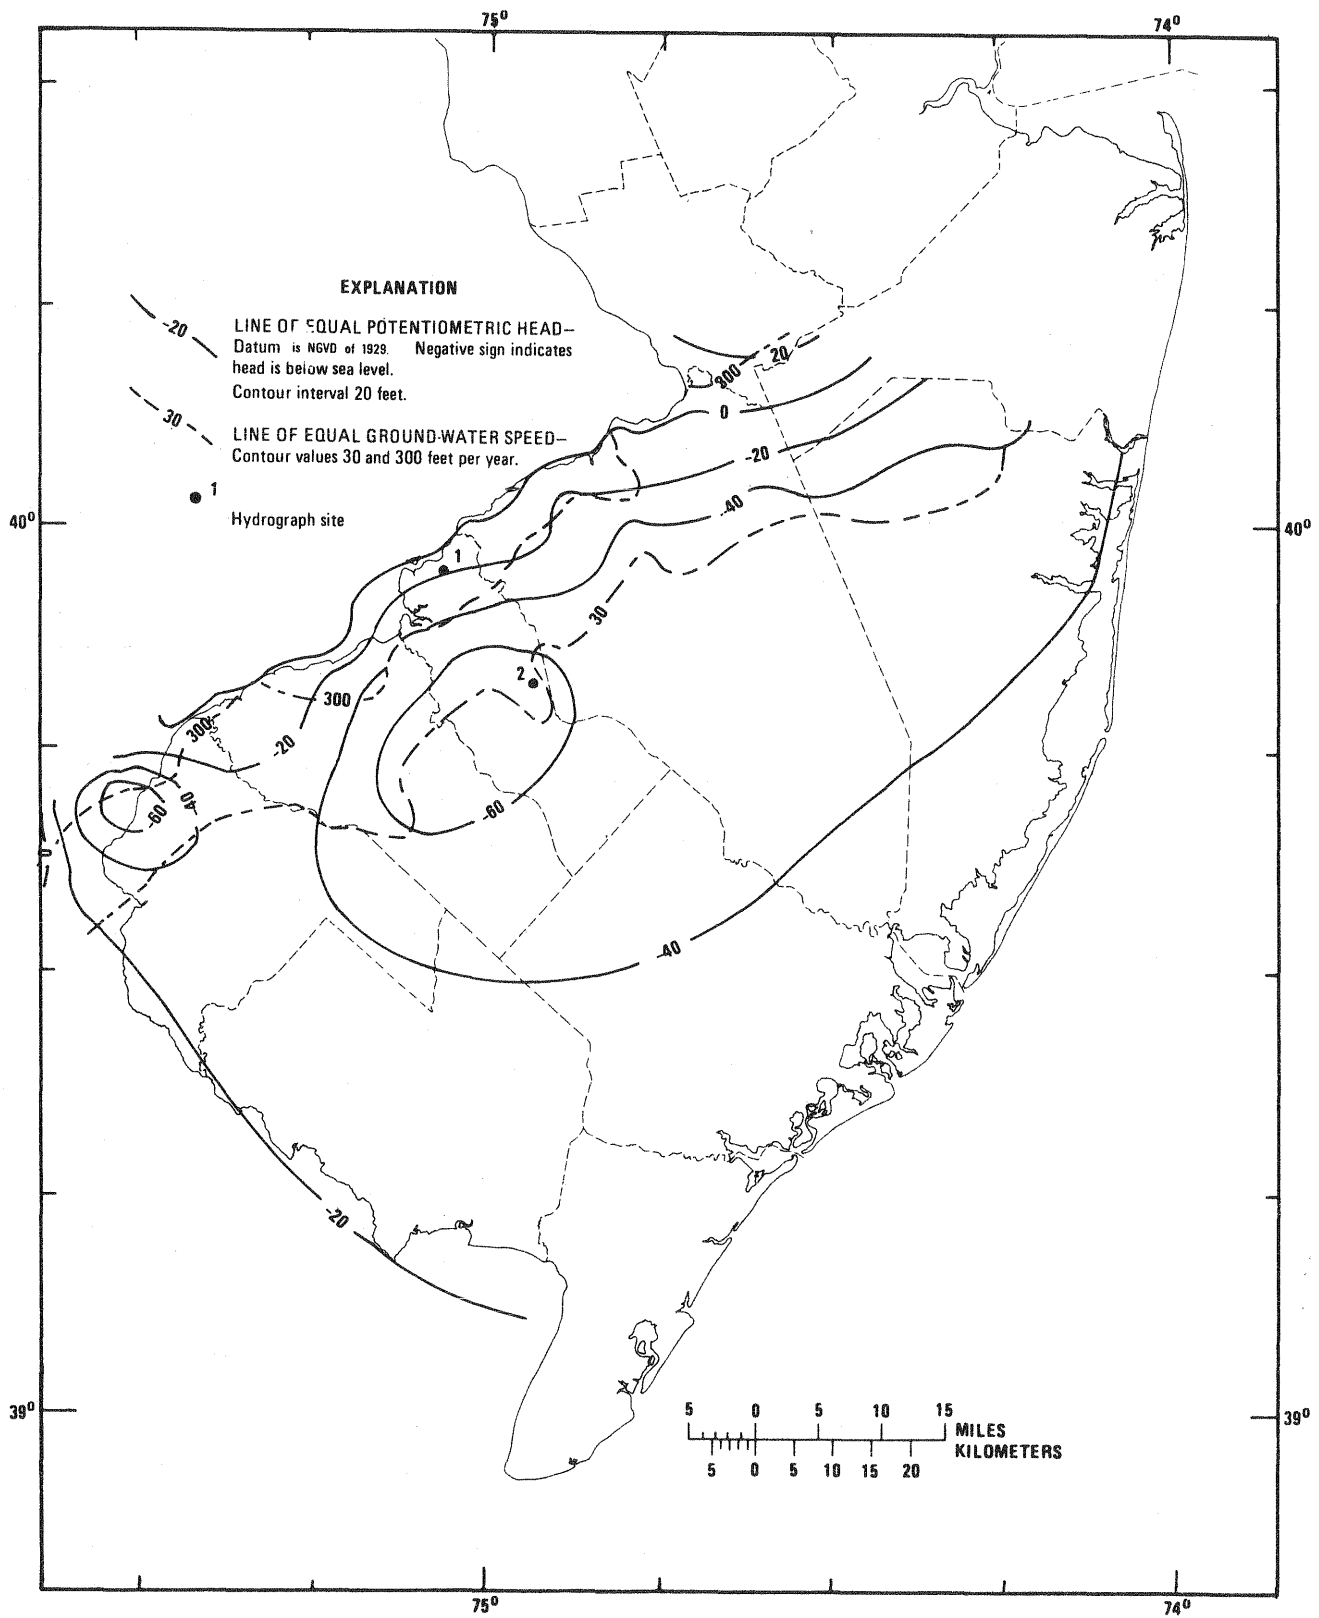 75°
74°
EXPLANATION
-20
LINE OF EQUAL POTENTIOMETRIC HEAD—
Datum is NGVD of 1929. Negative sign indicates
head is below sea level.
Contour interval 20 feet.
30
LINE OF EQUAL GROUND-WATER SPEED—
Contour values 30 and 300 feet per year.
1
Hydrograph site
20
300
0
-20
-40
40°
40°
1
30
2
300
300
-20
40
-60
-60
-40
-20
39°
39°
5 0 5 10 15
MILES
KILOMETERS
5 0 5 10 15 20
75°
74°